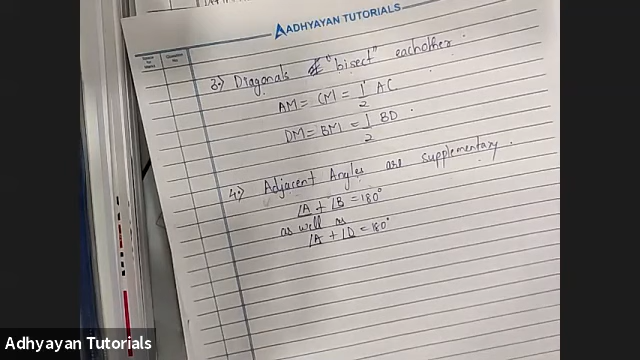 AADHYAYAN TUTORIALS
3.) Diagonals "bisect" eachother.
AM = CM = 1/2 AC
DM = BM = 1/2 BD.
4.) Adjacent Angles are supplementary.
∠A + ∠B = 180°
as well as
∠A + ∠D = 180°
Adhyayan Tutorials